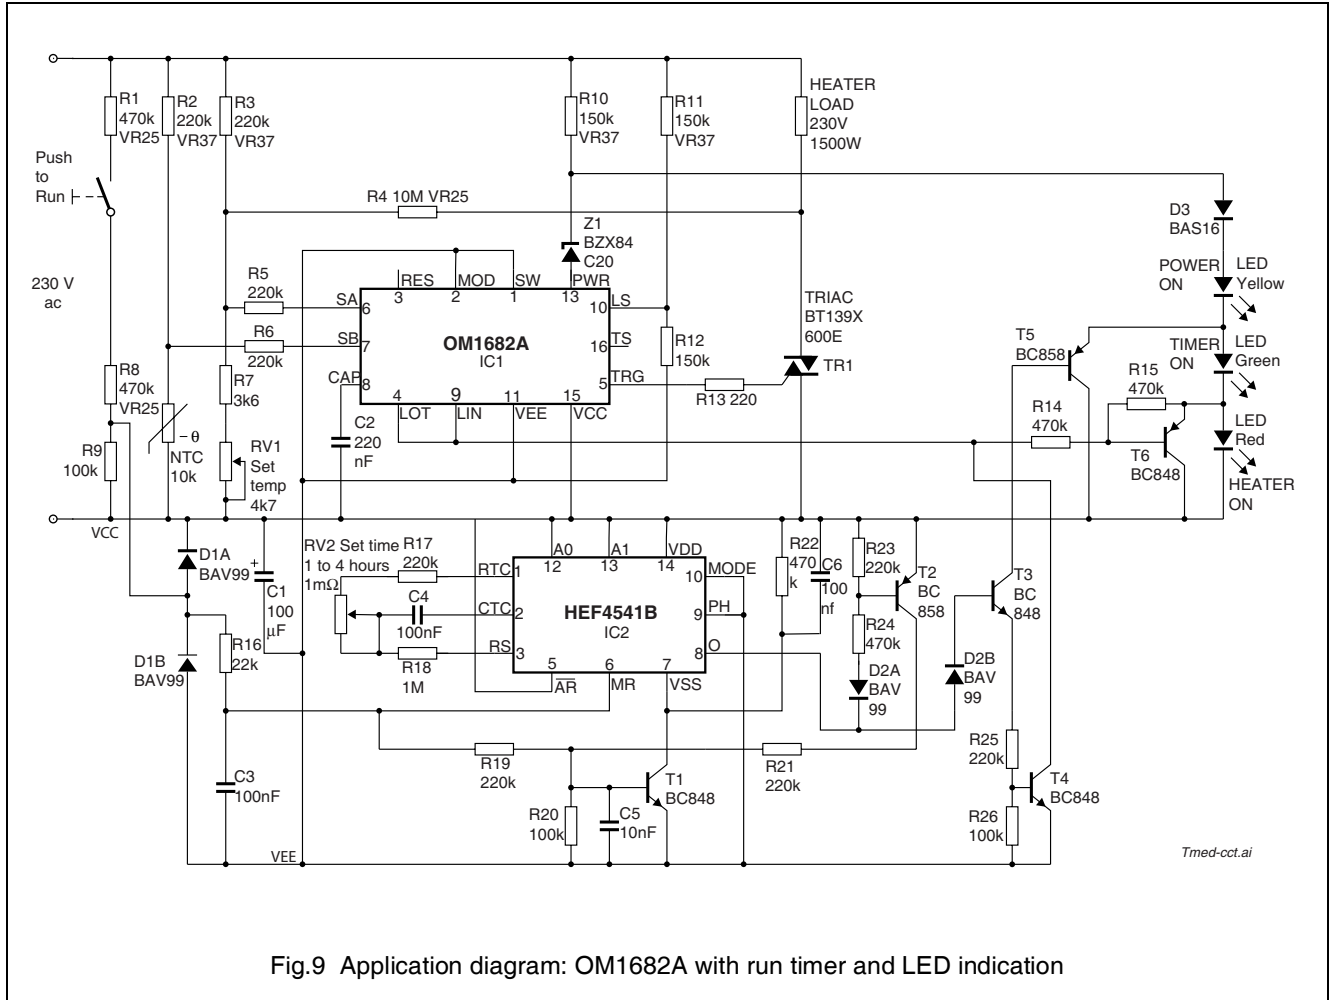 R1
470k
VR25
R2
220k
VR37
R3
220k
VR37
R10
150k
VR37
R11
150k
VR37
HEATER
LOAD
230V
1500W
Push
to
Run
R4 10M VR25
D3
BAS16
Z1
BZX84
C20
230 V
ac
R5
220k
RES
3
MOD
2
SW
1
PWR
13
POWER
ON
LED
Yellow
SA
6
10
LS
R6
220k
SB
7
OM1682A
IC1
16
TS
R12
150k
TRIAC
BT139X
600E
TR1
T5
BC858
TIMER
ON
LED
Green
R8
470k
VR25
R7
3k6
CAP
8
5
TRG
R13 220
R15
470k
4
LOT
9
LIN
11
VEE
15
VCC
C2
220
nF
R14
470k
LED
Red
R9
100k
– θ
NTC
10k
RV1
Set
temp
4k7
T6
BC848
HEATER
ON
VCC
D1A
BAV99
+
C1
100
µF
RV2 Set time
1 to 4 hours
1mΩ
R17
220k
A0
12
A1
13
VDD
14
RTC
1
10
MODE
R22
470
k
C6
100
nf
R23
220k
T2
BC
858
T3
BC
848
C4
100nF
CTC
2
HEF4541B
IC2
9
PH
R24
470k
D1B
BAV99
R16
22k
R18
1M
RS
3
8
O
5
AR
6
MR
7
VSS
D2A
BAV
99
D2B
BAV
99
C3
100nF
R19
220k
R21
220k
R25
220k
T1
BC848
T4
BC848
R20
100k
C5
10nF
R26
100k
VEE
Tmed-cct.ai
Fig.9 Application diagram: OM1682A with run timer and LED indication